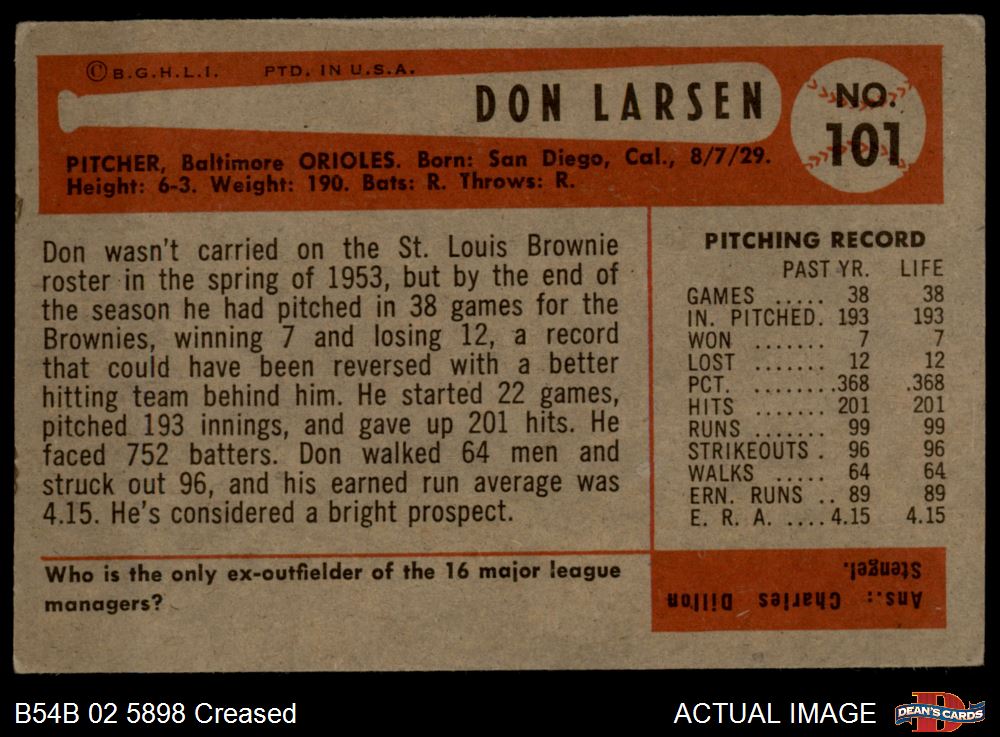 © B.G.H.L.I. PTD. IN U.S.A.
DON LARSEN
NO.
101
PITCHER, Baltimore ORIOLES. Born: San Diego, Cal., 8/7/29.
Height: 6-3. Weight: 190. Bats: R. Throws: R.
Don wasn't carried on the St. Louis Brownie
roster in the spring of 1953, but by the end of
the season he had pitched in 38 games for the
Brownies, winning 7 and losing 12, a record
that could have been reversed with a better
hitting team behind him. He started 22 games,
pitched 193 innings, and gave up 201 hits. He
faced 752 batters. Don walked 64 men and
struck out 96, and his earned run average was
4.15. He's considered a bright prospect.
Who is the only ex-outfielder of the 16 major league
managers?
PITCHING RECORD
PAST YR. LIFE
GAMES ..... 38 38
IN. PITCHED. 193 193
WON ....... 7 7
LOST ....... 12 12
PCT. ........ .368 .368
HITS ....... 201 201
RUNS ....... 99 99
STRIKEOUTS . 96 96
WALKS ..... 64 64
ERN. RUNS .. 89 89
E. R. A. .... 4.15 4.15
Ans.: Charles Dillon
Stengel.
B54B 02 5898 Creased
ACTUAL IMAGE
D
DEAN'S CARDS